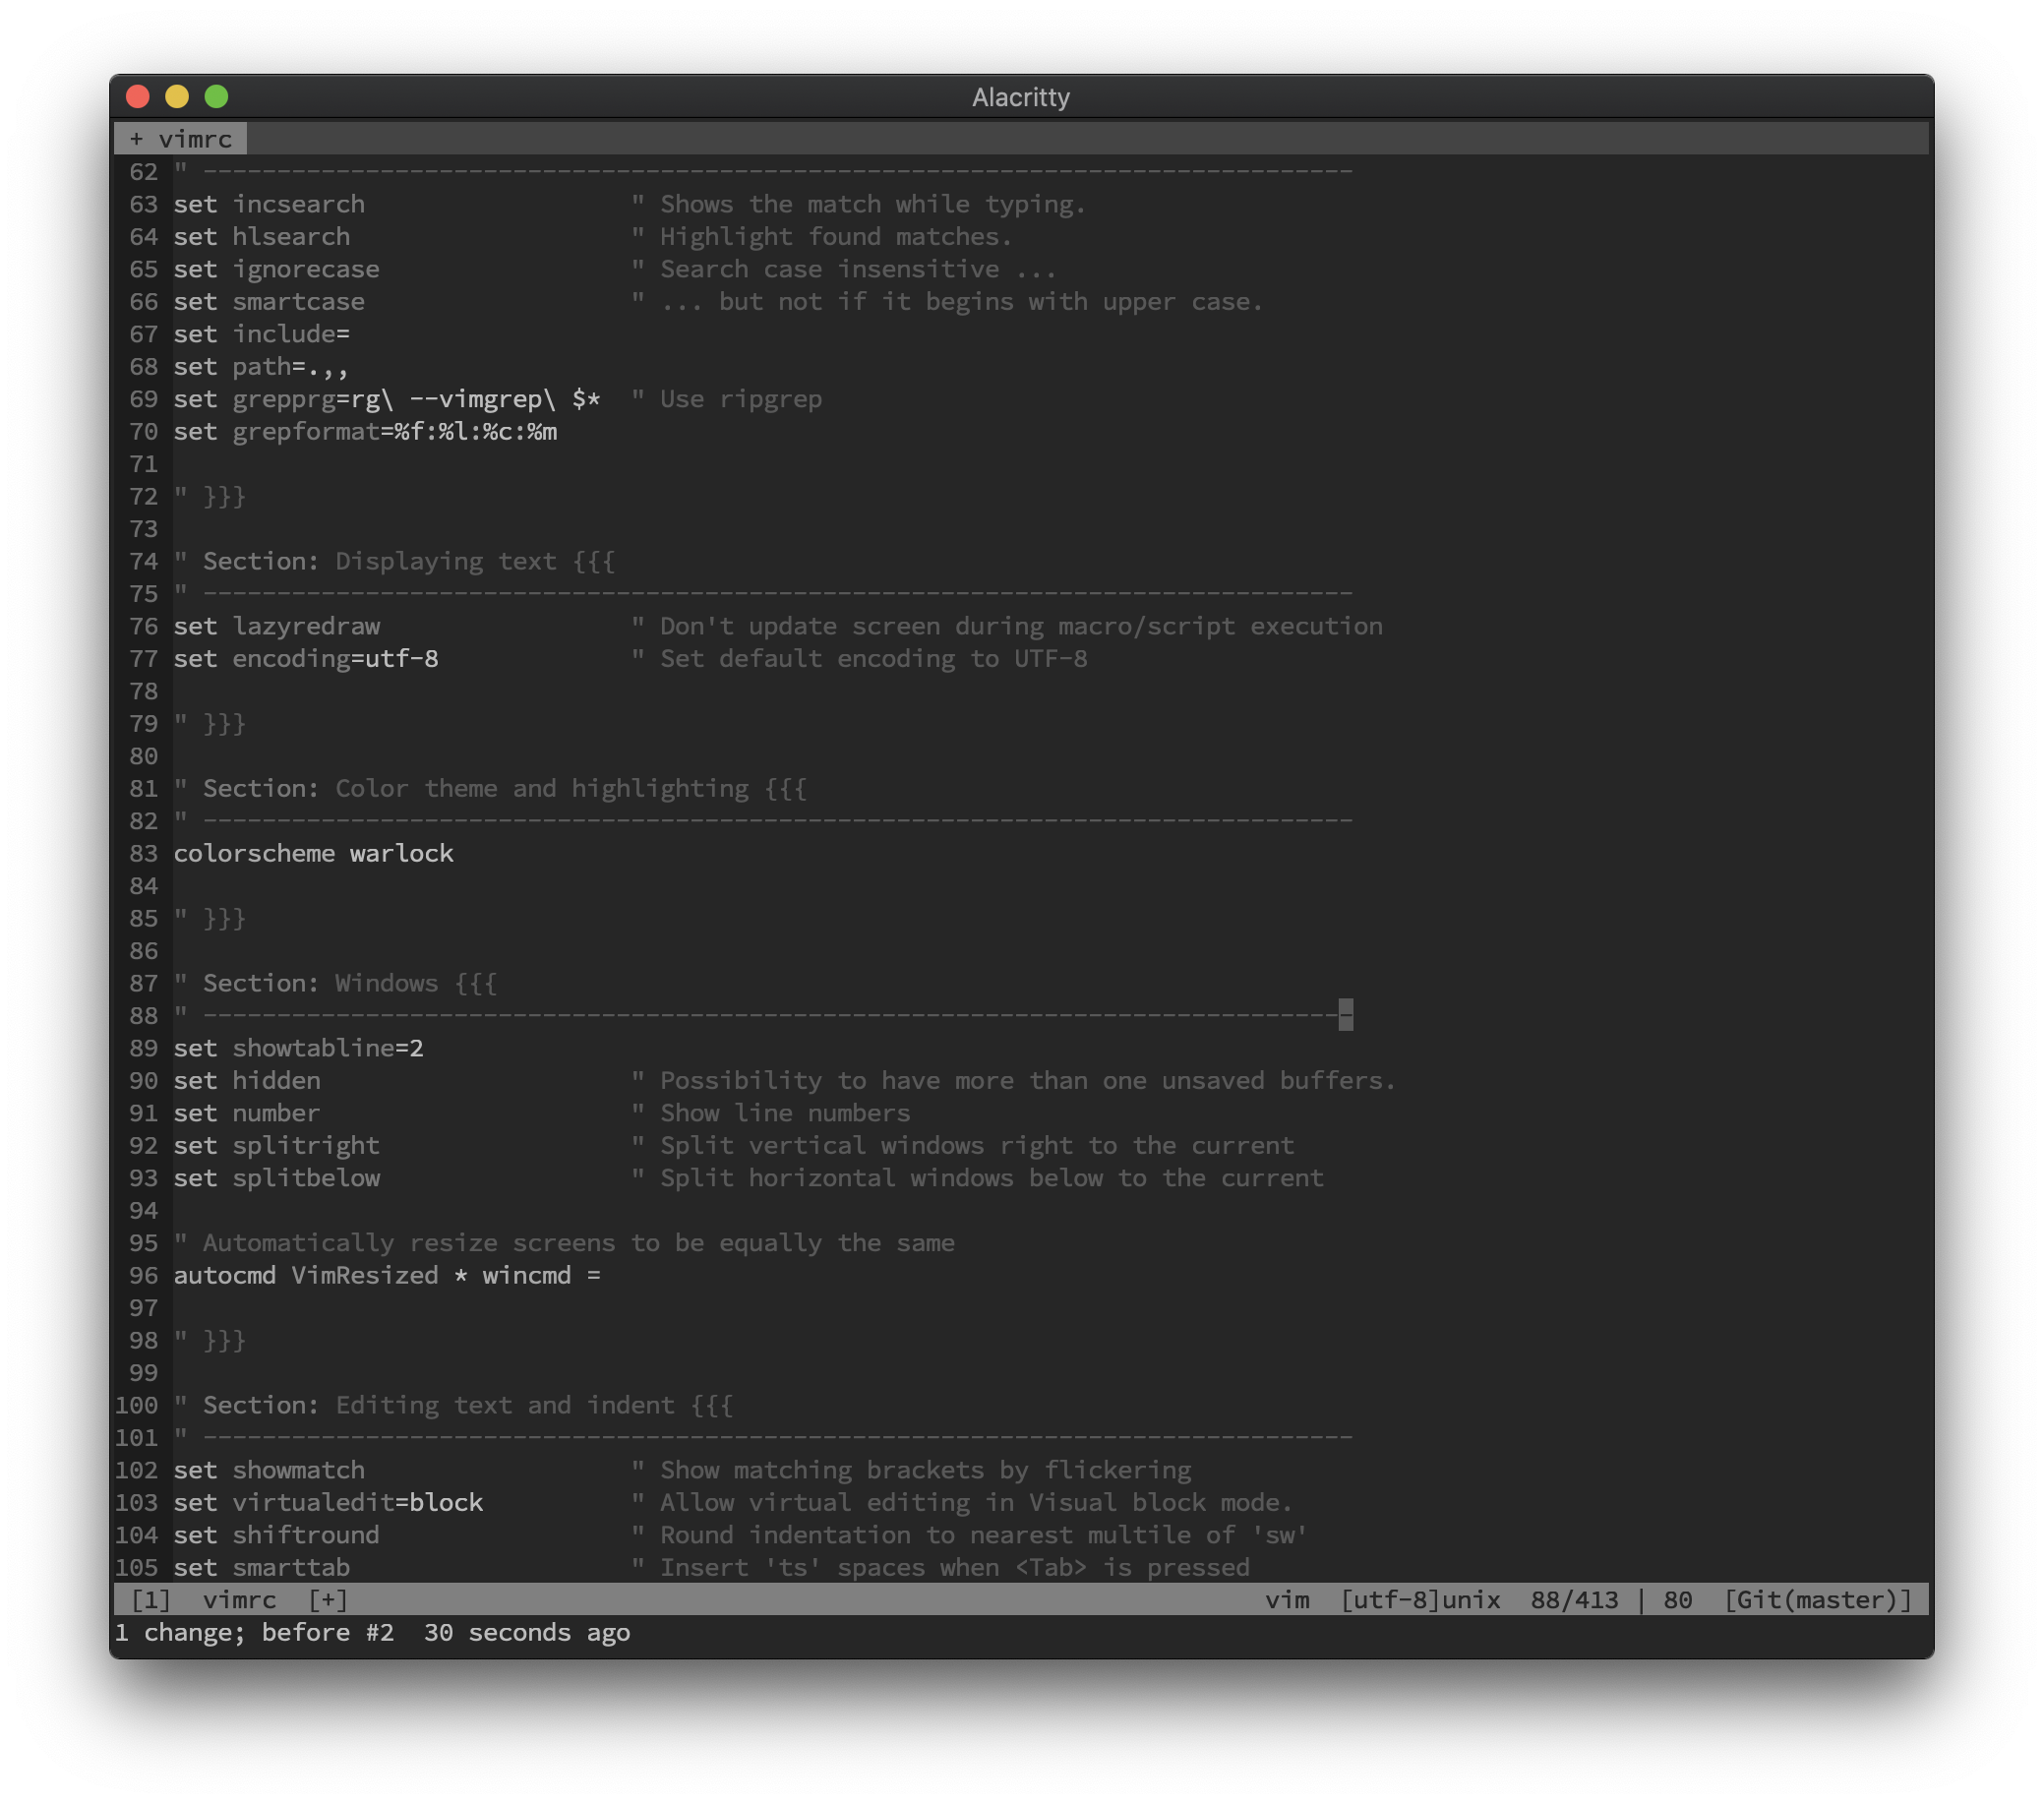 Alacritty
+ vimrc
62 " ------------------------------------------------------------------------------
63 set incsearch                  " Shows the match while typing.
64 set hlsearch                   " Highlight found matches.
65 set ignorecase                 " Search case insensitive ...
66 set smartcase                  " ... but not if it begins with upper case.
67 set include=
68 set path=.,,
69 set grepprg=rg\ --vimgrep\ $*  " Use ripgrep
70 set grepformat=%f:%l:%c:%m
71
72 " }}}
73
74 " Section: Displaying text {{{
75 " ------------------------------------------------------------------------------
76 set lazyredraw                 " Don't update screen during macro/script execution
77 set encoding=utf-8             " Set default encoding to UTF-8
78
79 " }}}
80
81 " Section: Color theme and highlighting {{{
82 " ------------------------------------------------------------------------------
83 colorscheme warlock
84
85 " }}}
86
87 " Section: Windows {{{
88 " ------------------------------------------------------------------------------
89 set showtabline=2
90 set hidden                     " Possibility to have more than one unsaved buffers.
91 set number                     " Show line numbers
92 set splitright                 " Split vertical windows right to the current
93 set splitbelow                 " Split horizontal windows below to the current
94
95 " Automatically resize screens to be equally the same
96 autocmd VimResized * wincmd =
97
98 " }}}
99
100 " Section: Editing text and indent {{{
101 " ------------------------------------------------------------------------------
102 set showmatch                  " Show matching brackets by flickering
103 set virtualedit=block          " Allow virtual editing in Visual block mode.
104 set shiftround                 " Round indentation to nearest multile of 'sw'
105 set smarttab                   " Insert 'ts' spaces when <Tab> is pressed
[1]  vimrc  [+]  vim  [utf-8]unix  88/413 | 80  [Git(master)]
1 change; before #2  30 seconds ago